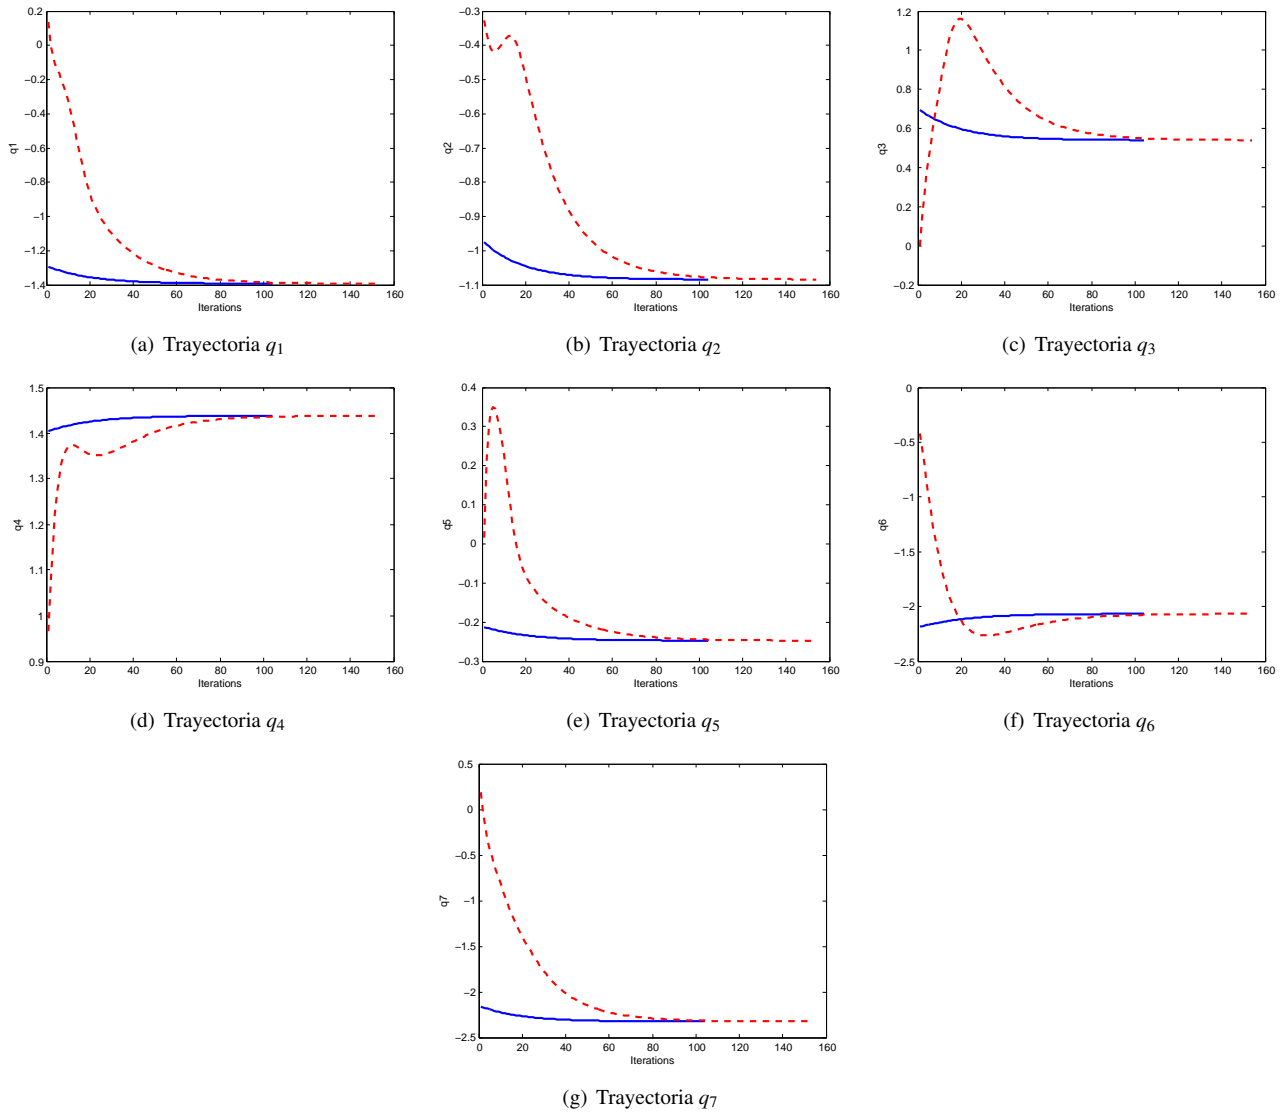 0.2
0
−0.2
−0.4
−0.6
−0.8
−1
−1.2
−1.4
q1
0 20 40 60 80 100 120 140 160
Iterations
(a) Trayectoria q1
−0.3
−0.4
−0.5
−0.6
−0.7
−0.8
−0.9
−1
−1.1
q2
0 20 40 60 80 100 120 140 160
Iterations
(b) Trayectoria q2
1.2
1
0.8
0.6
0.4
0.2
0
−0.2
q3
0 20 40 60 80 100 120 140 160
Iterations
(c) Trayectoria q3
1.5
1.4
1.3
1.2
1.1
1
0.9
q4
0 20 40 60 80 100 120 140 160
Iterations
(d) Trayectoria q4
0.4
0.3
0.2
0.1
0
−0.1
−0.2
−0.3
q5
0 20 40 60 80 100 120 140 160
Iterations
(e) Trayectoria q5
0
−0.5
−1
−1.5
−2
−2.5
q6
0 20 40 60 80 100 120 140 160
Iterations
(f) Trayectoria q6
0.5
0
−0.5
−1
−1.5
−2
−2.5
q7
0 20 40 60 80 100 120 140 160
Iterations
(g) Trayectoria q7